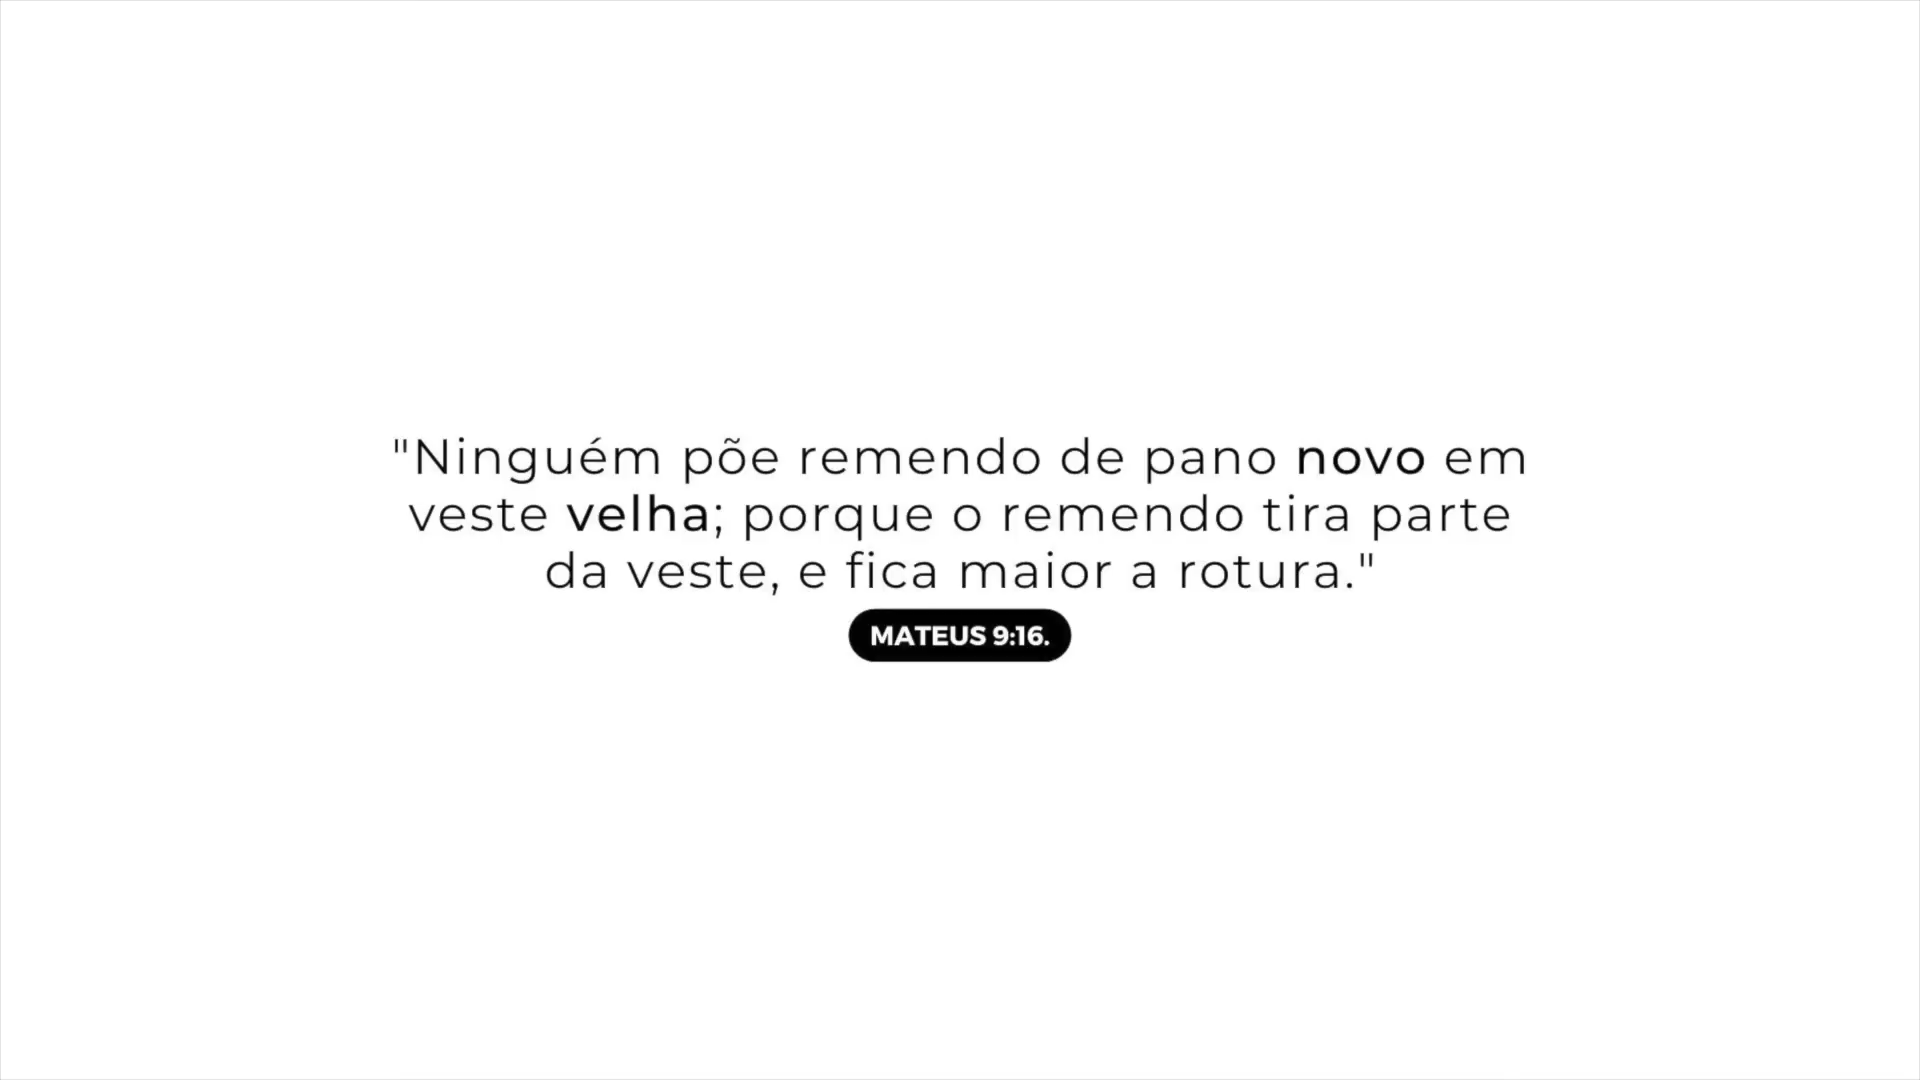 "Ninguém põe remendo de pano novo em
veste velha; porque o remendo tira parte
da veste, e fica maior a rotura."
MATEUS 9:16.